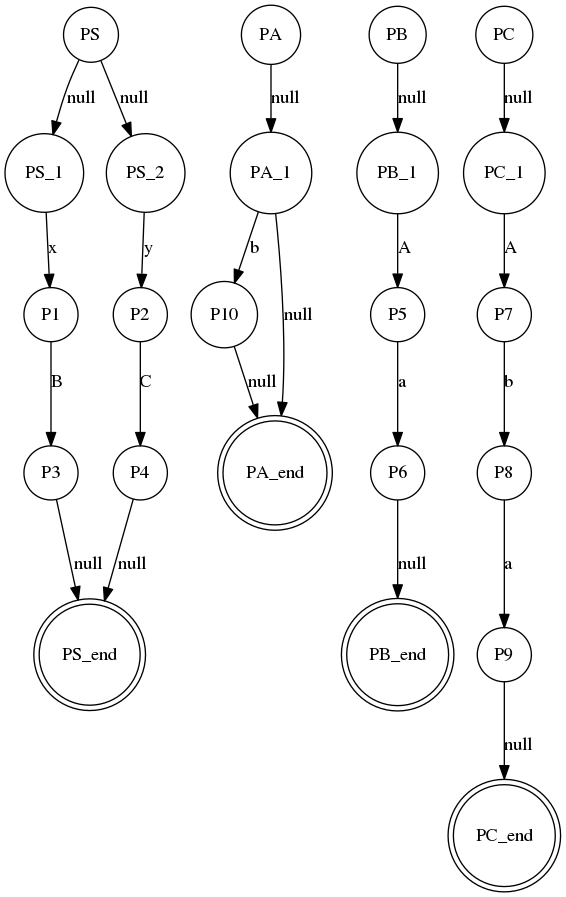 PS PA PB PC
null null null null null
PS_1 PS_2 PA_1 PB_1 PC_1
x y b A A
P1 P2 P10 null P5 P7
B C null a b
P3 P4 PA_end P6 P8
null null null a
PS_end PB_end P9
null
PC_end